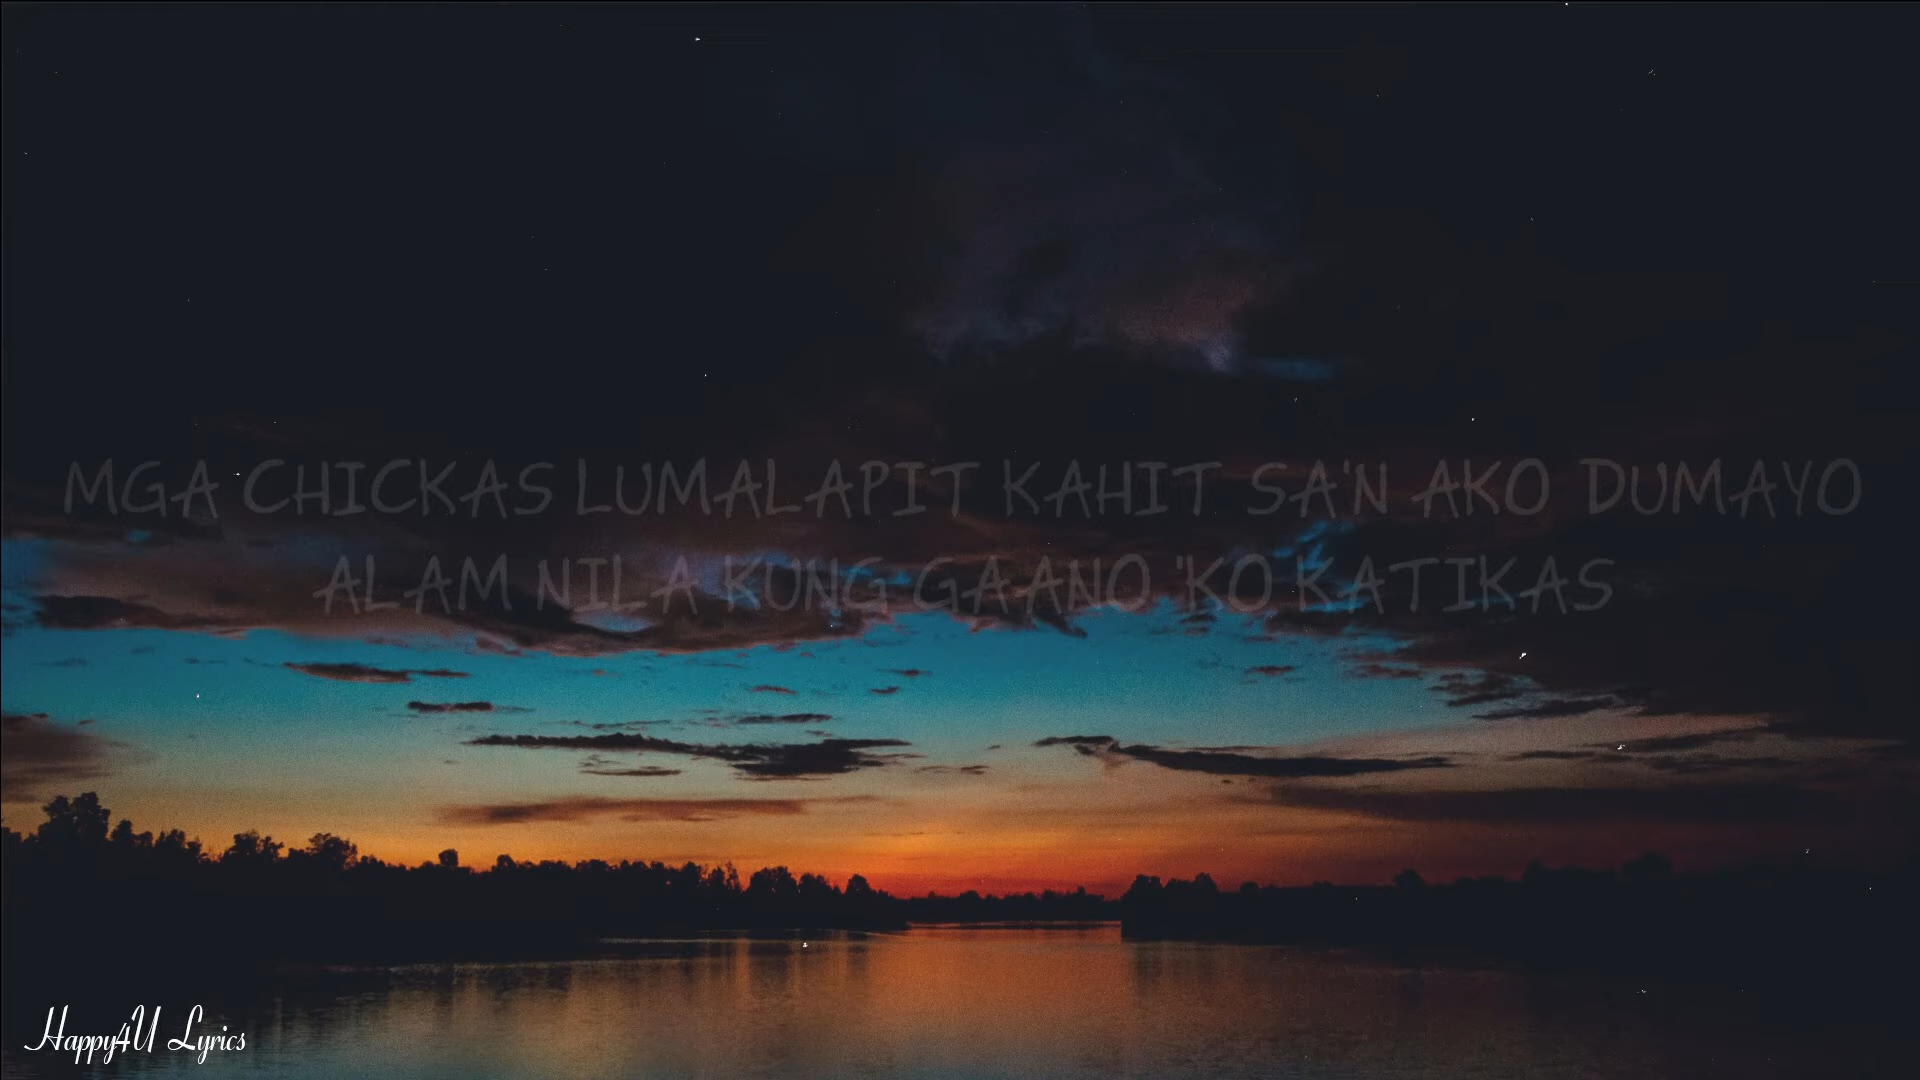 MGA CHICKAS LUMALAPIT KAHIT SA'N AKO DUMAYO
ALAM NILA KUNG GAANO 'KO KATIKAS
Happy4U Lyrics